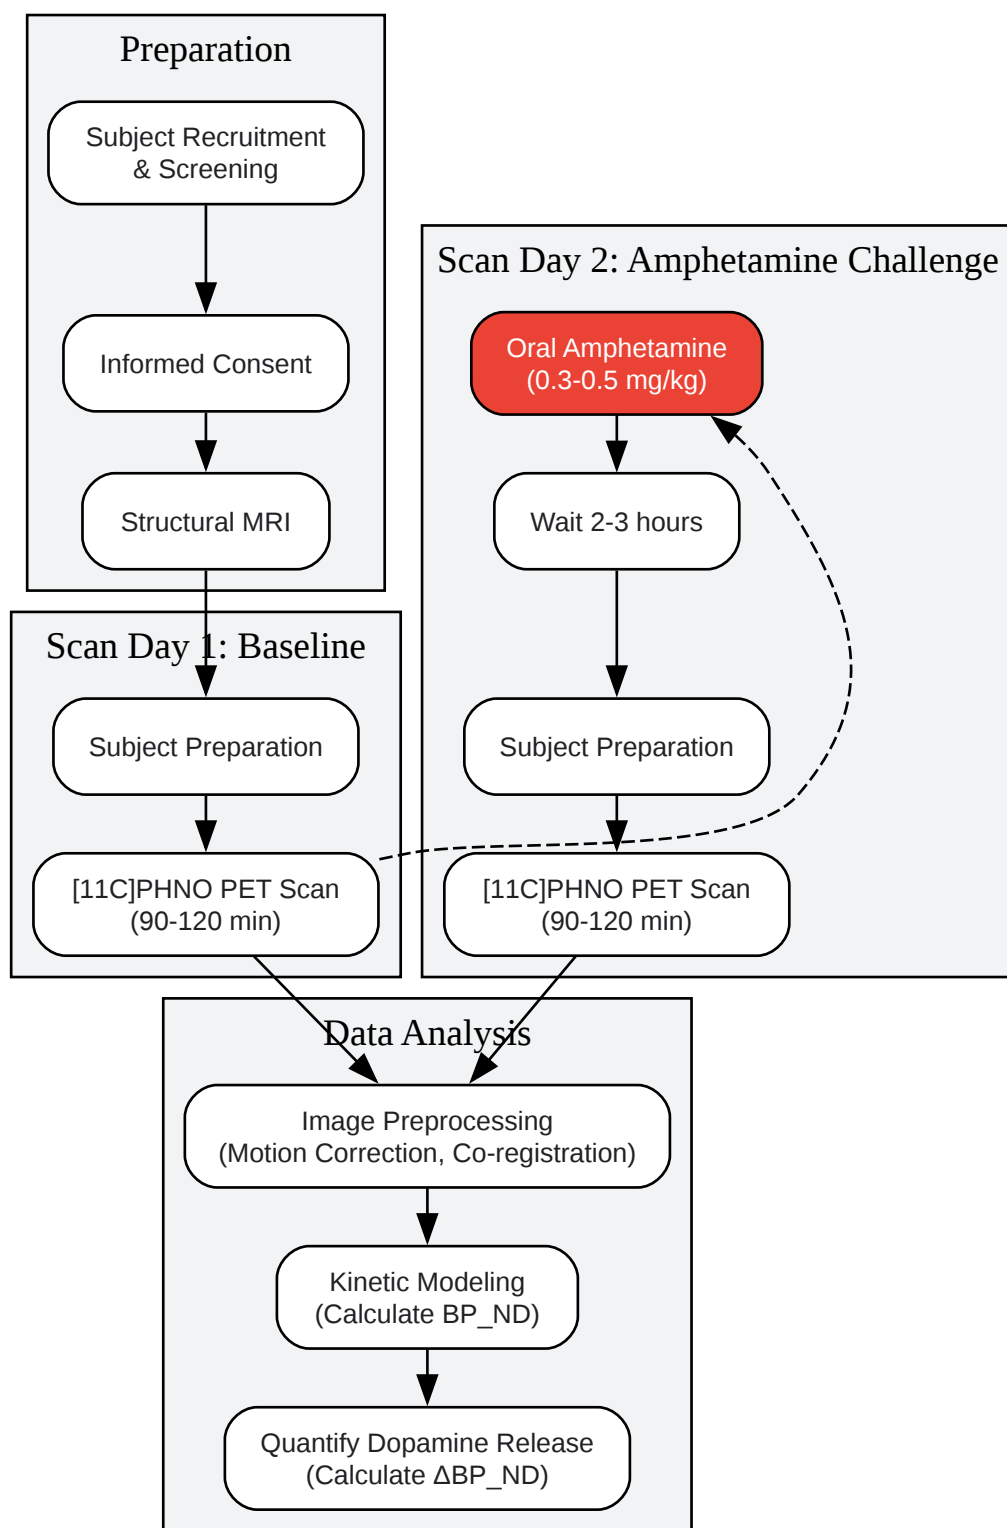 Preparation
Subject Recruitment
& Screening
Informed Consent
Structural MRI
Scan Day 1: Baseline
Subject Preparation
[11C]PHNO PET Scan
(90-120 min)
Scan Day 2: Amphetamine Challenge
Oral Amphetamine
(0.3-0.5 mg/kg)
Wait 2-3 hours
Subject Preparation
[11C]PHNO PET Scan
(90-120 min)
Data Analysis
Image Preprocessing
(Motion Correction, Co-registration)
Kinetic Modeling
(Calculate BP_ND)
Quantify Dopamine Release
(Calculate ΔBP_ND)